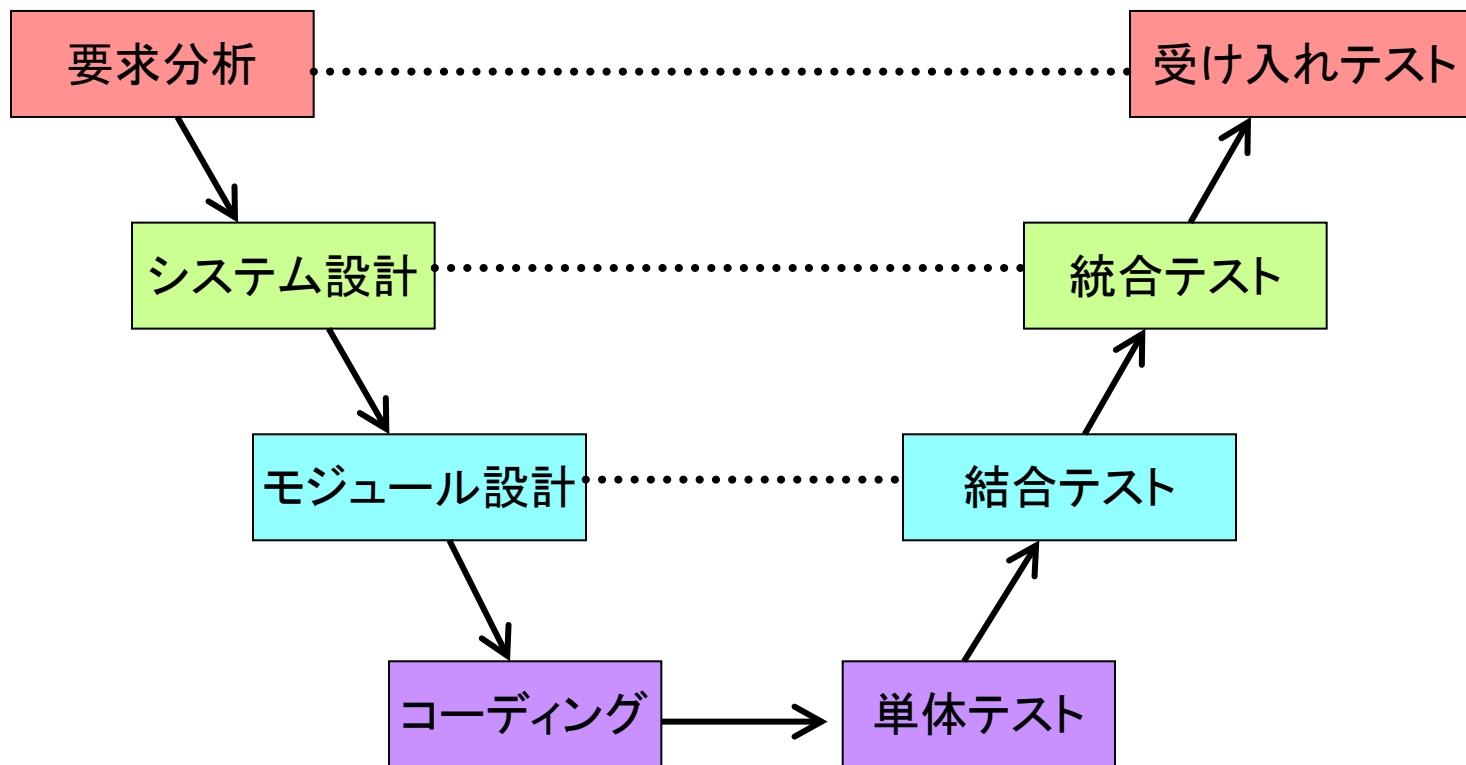 要求分析
受け入れテスト
システム設計
統合テスト
モジュール設計
結合テスト
コーディング
単体テスト